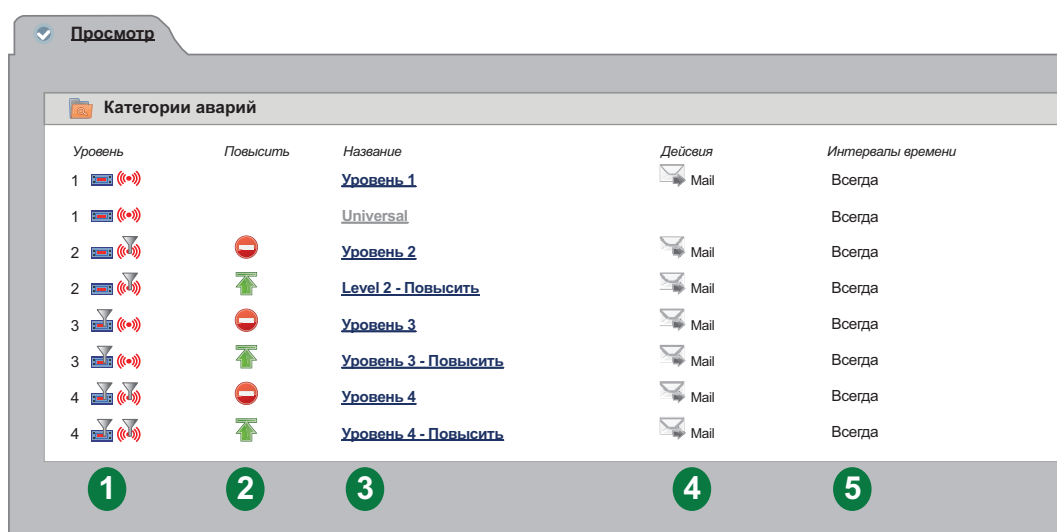 Просмотр
Категории аварий
Уровень Повысить Название Дейсвия Интервалы времени
1 Уровень 1 Mail Всегда
1 Universal Всегда
2 Уровень 2 Mail Всегда
2 Level 2 - Повысить Mail Всегда
3 Уровень 3 Mail Всегда
3 Уровень 3 - Повысить Mail Всегда
4 Уровень 4 Mail Всегда
4 Уровень 4 - Повысить Mail Всегда
1 2 3 4 5